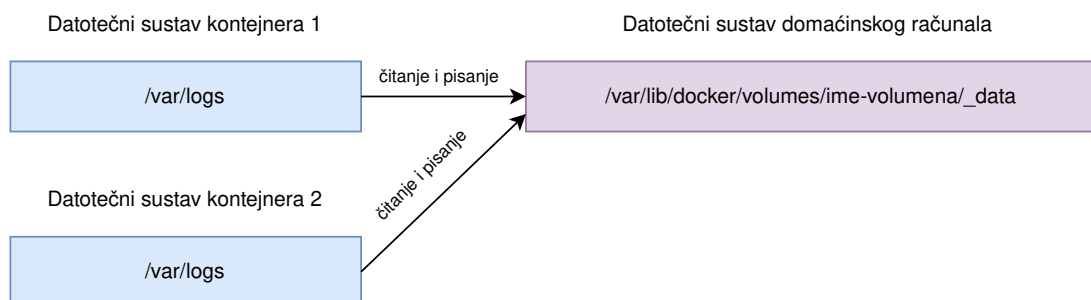 Datotečni sustav kontejnera 1
Datotečni sustav domaćinskog računala
/var/logs
čitanje i pisanje
/var/lib/docker/volumes/ime-volumena/_data
čitanje i pisanje
Datotečni sustav kontejnera 2
/var/logs